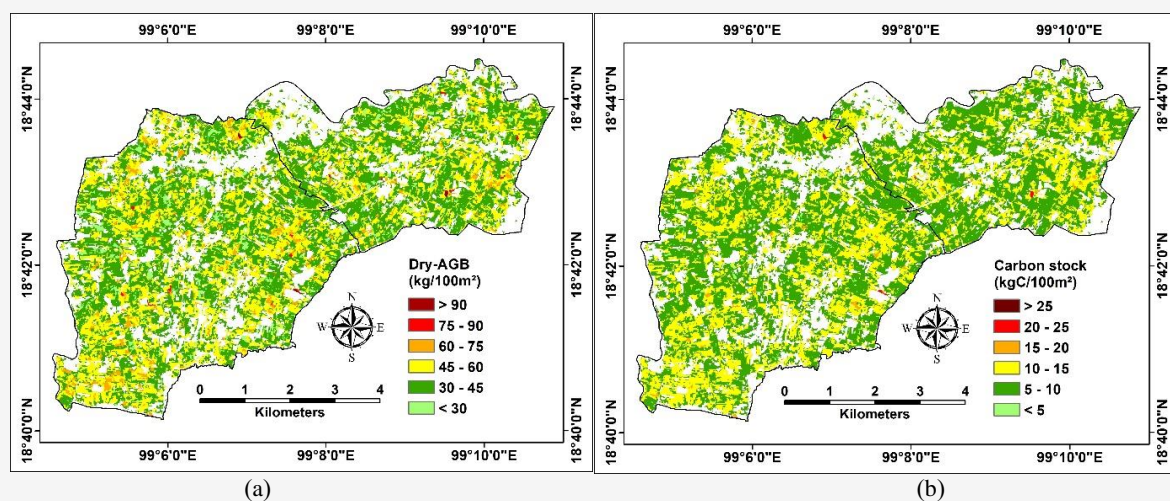 99°6'0"E 99°8'0"E 99°10'0"E
18°44'0"N
18°42'0"N
18°40'0"N
18°44'0"N
18°42'0"N
18°40'0"N
Dry-AGB
(kg/100m²)
> 90
75 - 90
60 - 75
45 - 60
30 - 45
< 30
N
W E
S
0 1 2 3 4
Kilometers
99°6'0"E 99°8'0"E 99°10'0"E
(a)
99°6'0"E 99°8'0"E 99°10'0"E
18°44'0"N
18°42'0"N
18°40'0"N
18°44'0"N
18°42'0"N
18°40'0"N
Carbon stock
(kgC/100m²)
> 25
20 - 25
15 - 20
10 - 15
5 - 10
< 5
N
W E
S
0 1 2 3 4
Kilometers
99°6'0"E 99°8'0"E 99°10'0"E
(b)